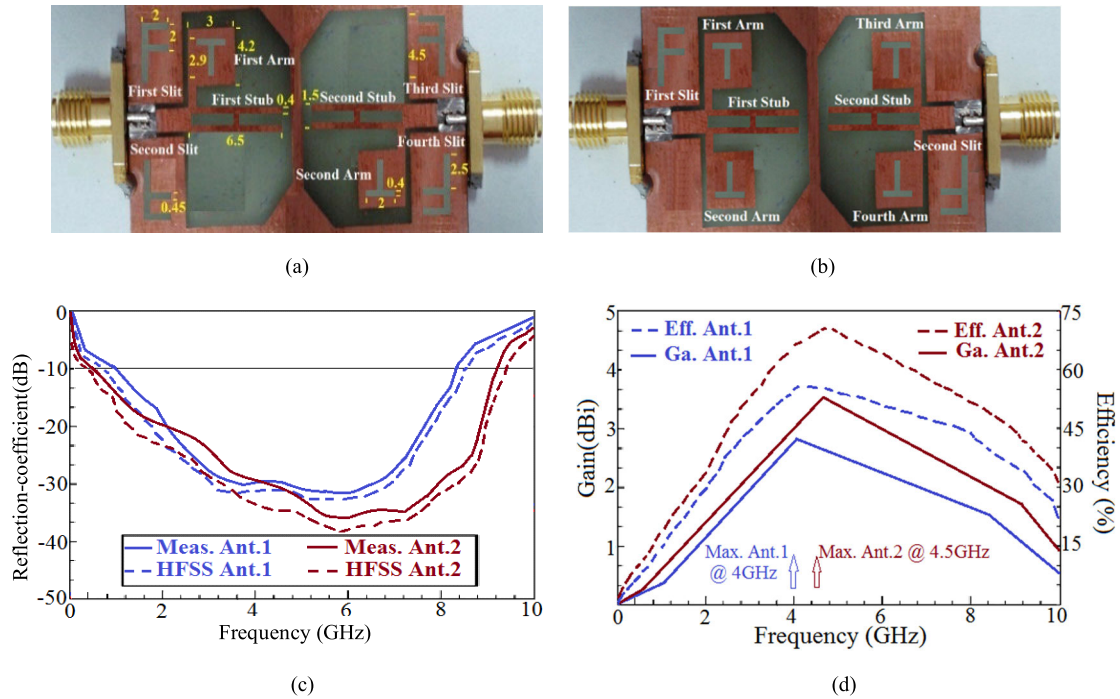 2
3
2
4.2
First Arm
2.9
4.5
First Slit
Third Slit
First Stub
0.4
1.5
Second Stub
6.5
Fourth Slit
Second Slit
Second Arm
0.4
2.5
0.45
2
First Arm
Third Arm
First Slit
First Stub
Second Stub
Second Slit
Second Arm
Fourth Arm
(a)
(b)
0
-10
-20
-30
-40
-50
Reflection-coefficient(dB)
Meas. Ant.1
Meas. Ant.2
HFSS Ant.1
HFSS Ant.2
0 2 4 6 8 10
Frequency (GHz)
(c)
5
4
3
2
1
Gain(dBi)
Eff. Ant.1
Eff. Ant.2
Ga. Ant.1
Ga. Ant.2
75
60
45
30
15
Efficiency (%)
Max. Ant.1
@ 4GHz
Max. Ant.2 @ 4.5GHz
0 2 4 6 8 10
Frequency (GHz)
(d)